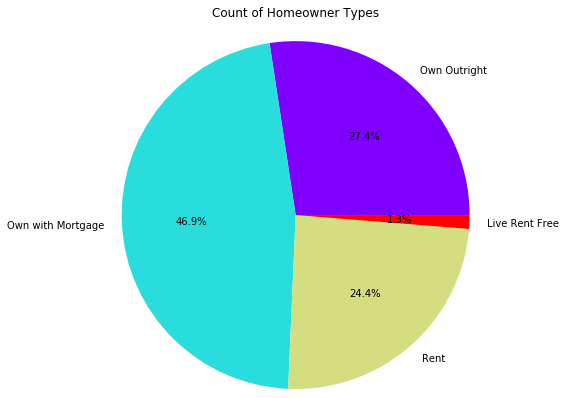 Count of Homeowner Types
Own Outright
27.4%
46.9%
Own with Mortgage
1.3%
Live Rent Free
24.4%
Rent